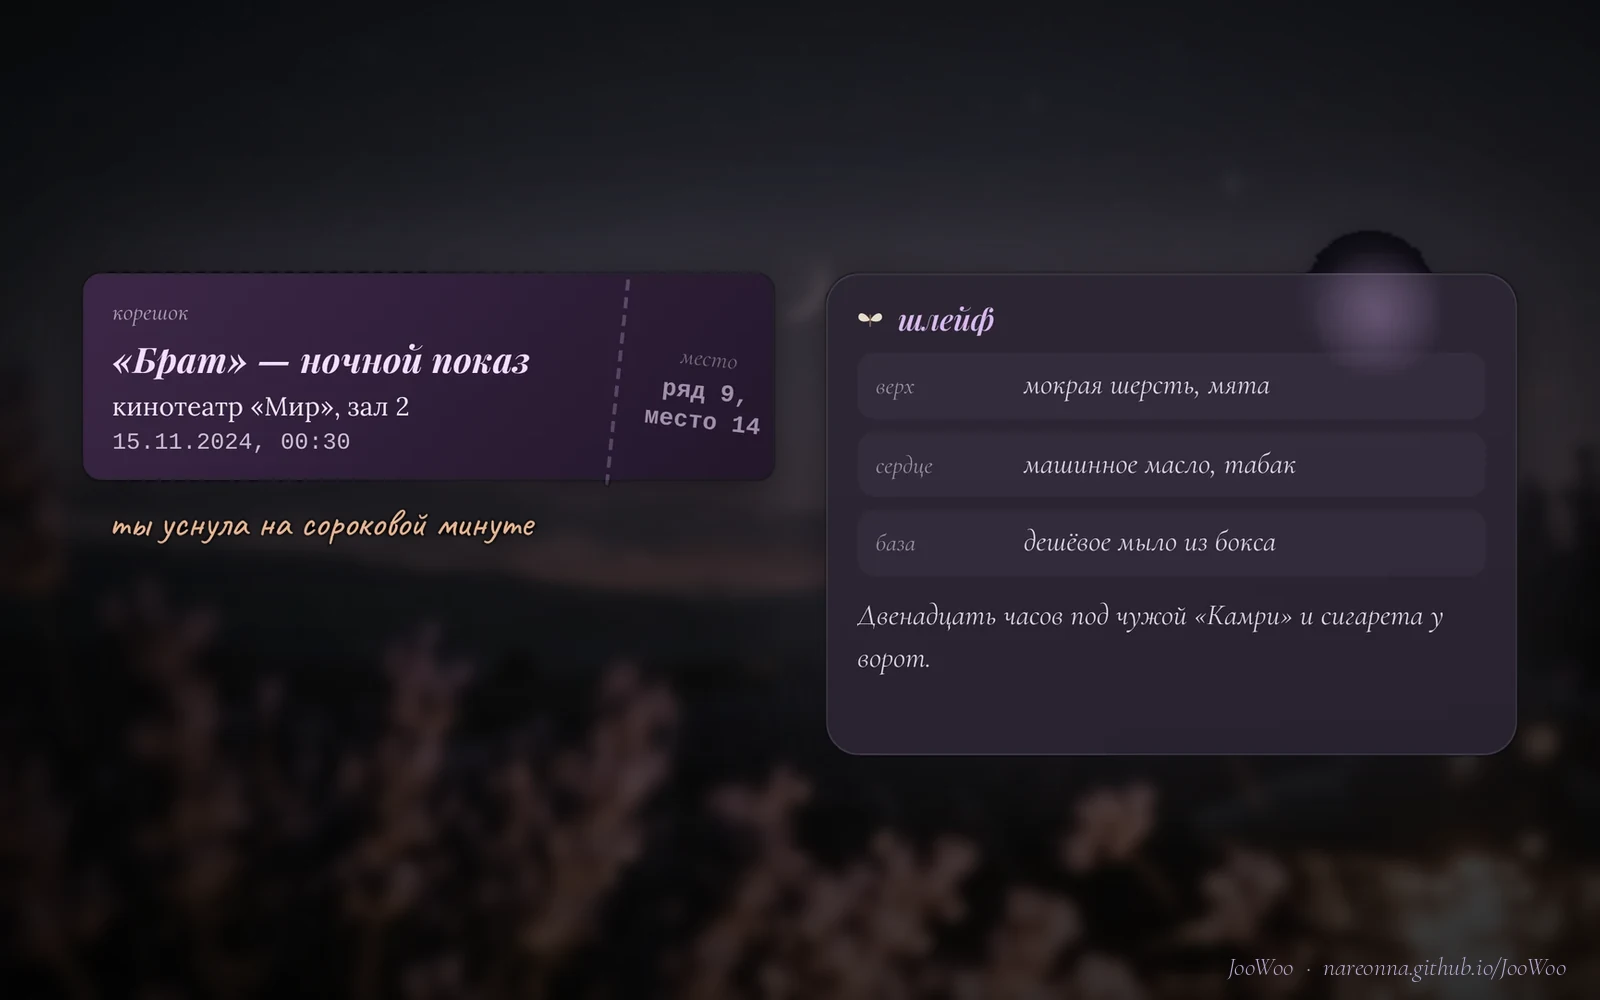 корешок
«Брат» — ночной показ
кинотеатр «Мир», зал 2
15.11.2024, 00:30
место
ряд 9,
место 14
ты уснула на сороковой минуте
шлейф
верх мокрая шерсть, мята
сердце машинное масло, табак
база дешёвое мыло из бокса
Двенадцать часов под чужой «Камри» и сигарета у
ворот.
JooWoo · nareonna.github.io/JooWoo